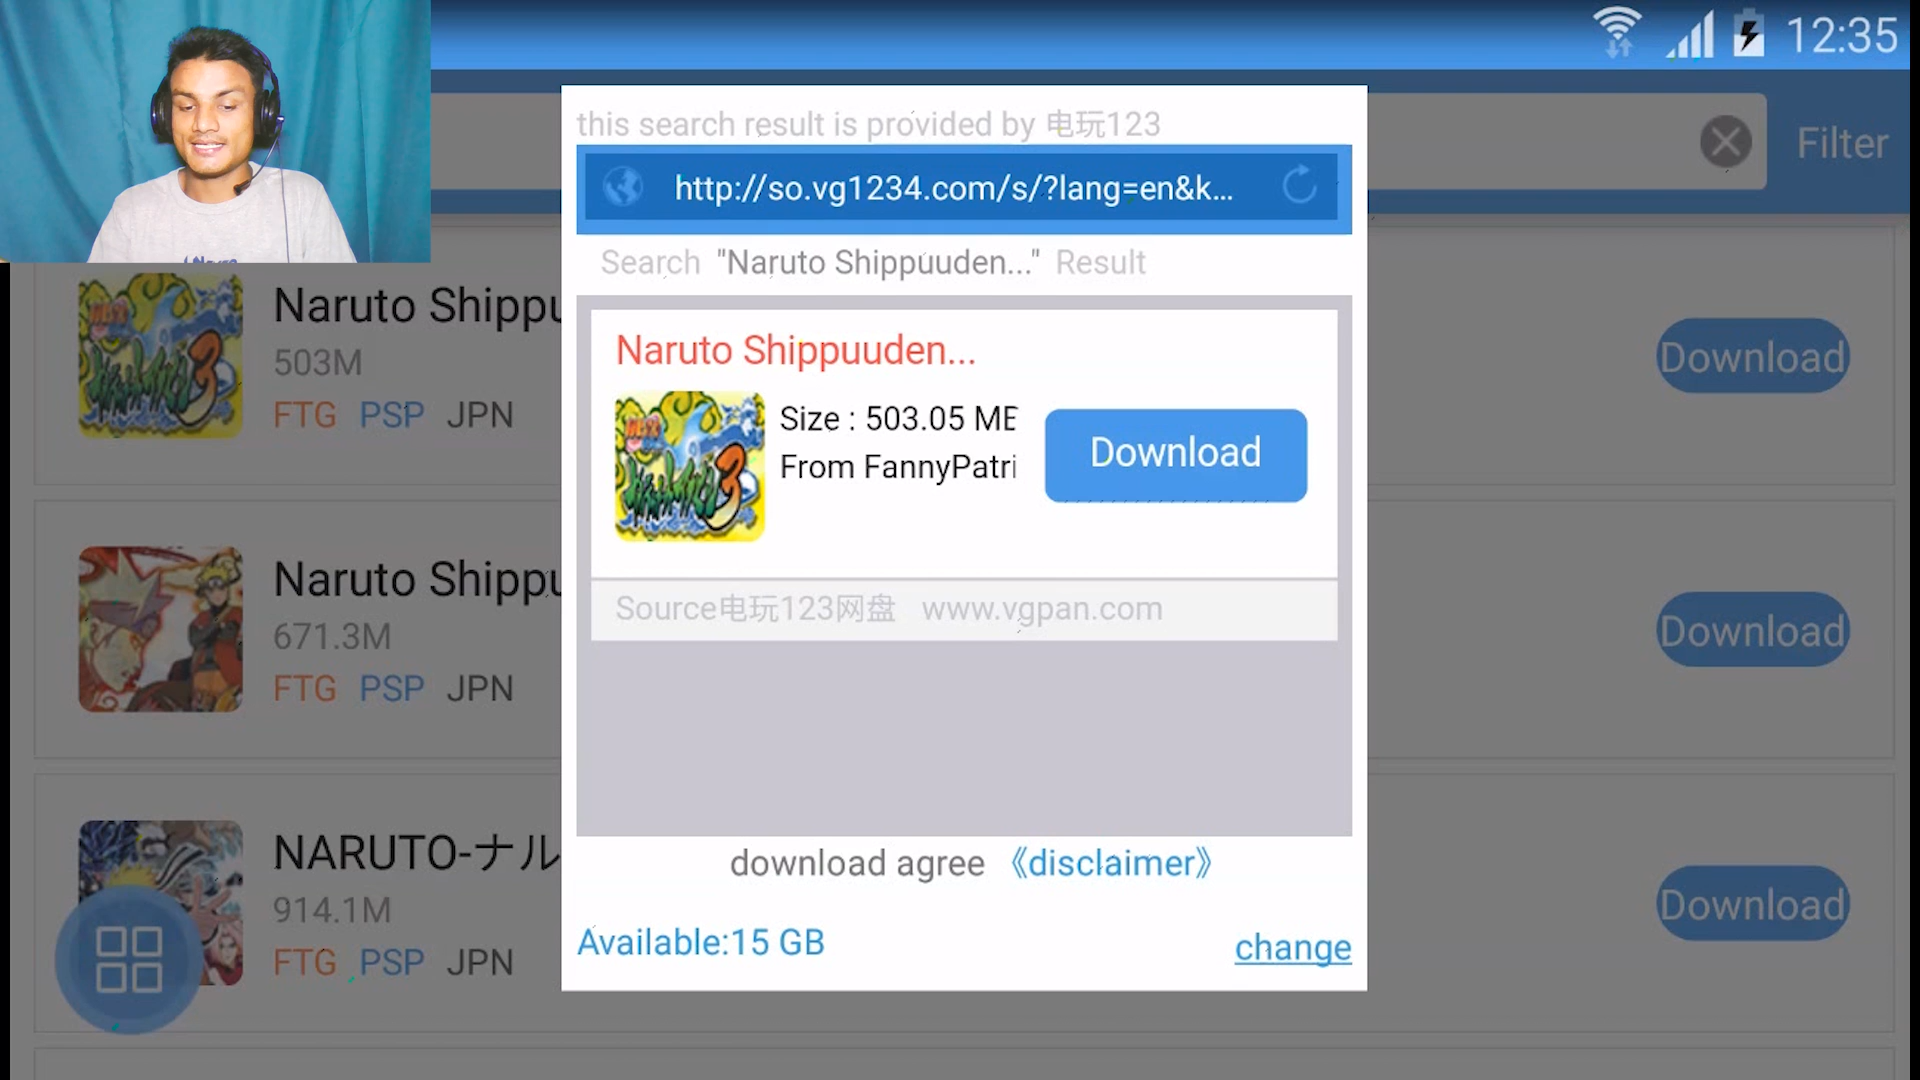 12:35
Filter
this search result is provided by 电玩123
http://so.vg1234.com/s/?lang=en&k...
Search "Naruto Shippuuden..." Result
Naruto Shippuuden...
Size : 503.05 MB
From FannyPatri
Download
Source电玩123网盘 www.vgpan.com
download agree 《disclaimer》
Available:15 GB
change
Naruto Shippu
503M
FTG PSP JPN
Download
Naruto Shippu
671.3M
FTG PSP JPN
Download
NARUTO-ナル
914.1M
FTG PSP JPN
Download